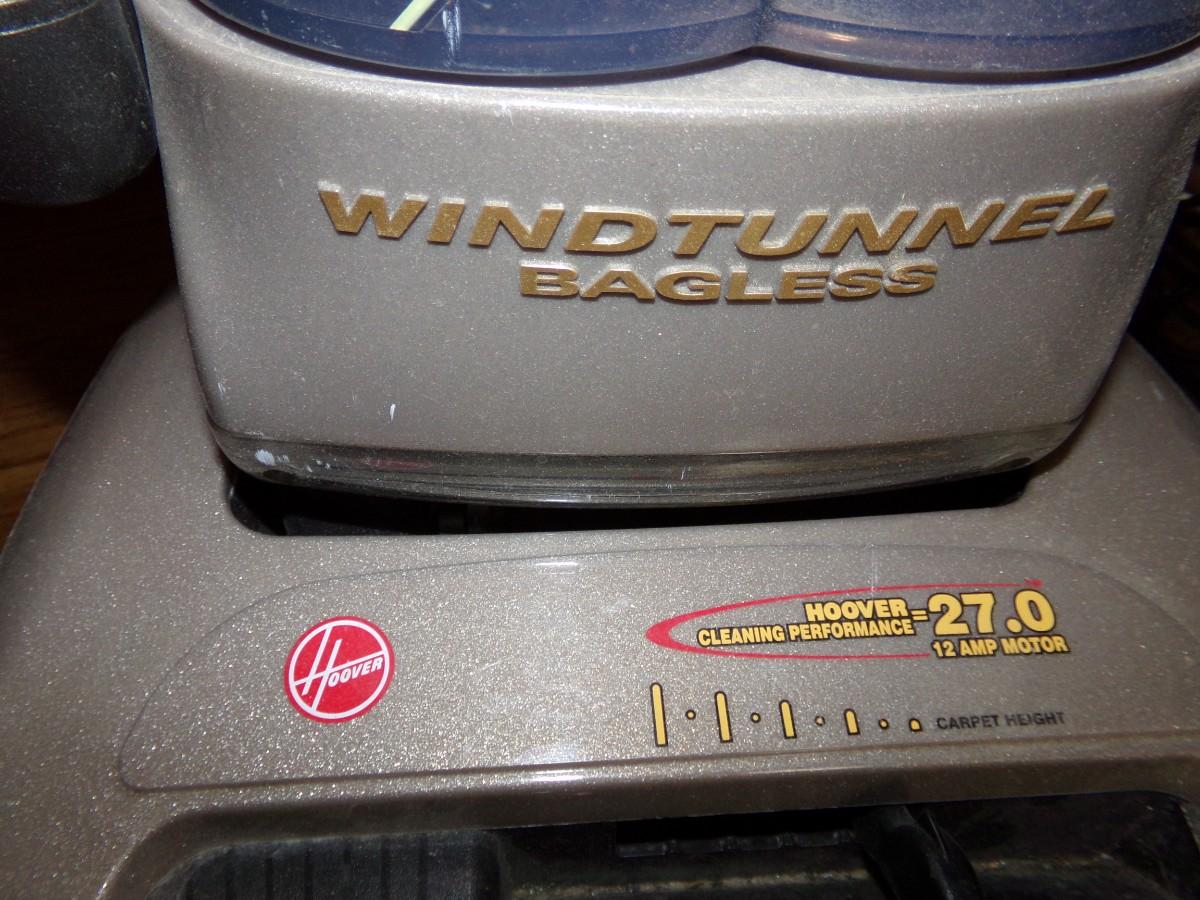 WINDTUNNEL
BAGLESS
HOOVER
HOOVER
CLEANING PERFORMANCE = 27.0
12 AMP MOTOR
CARPET HEIGHT